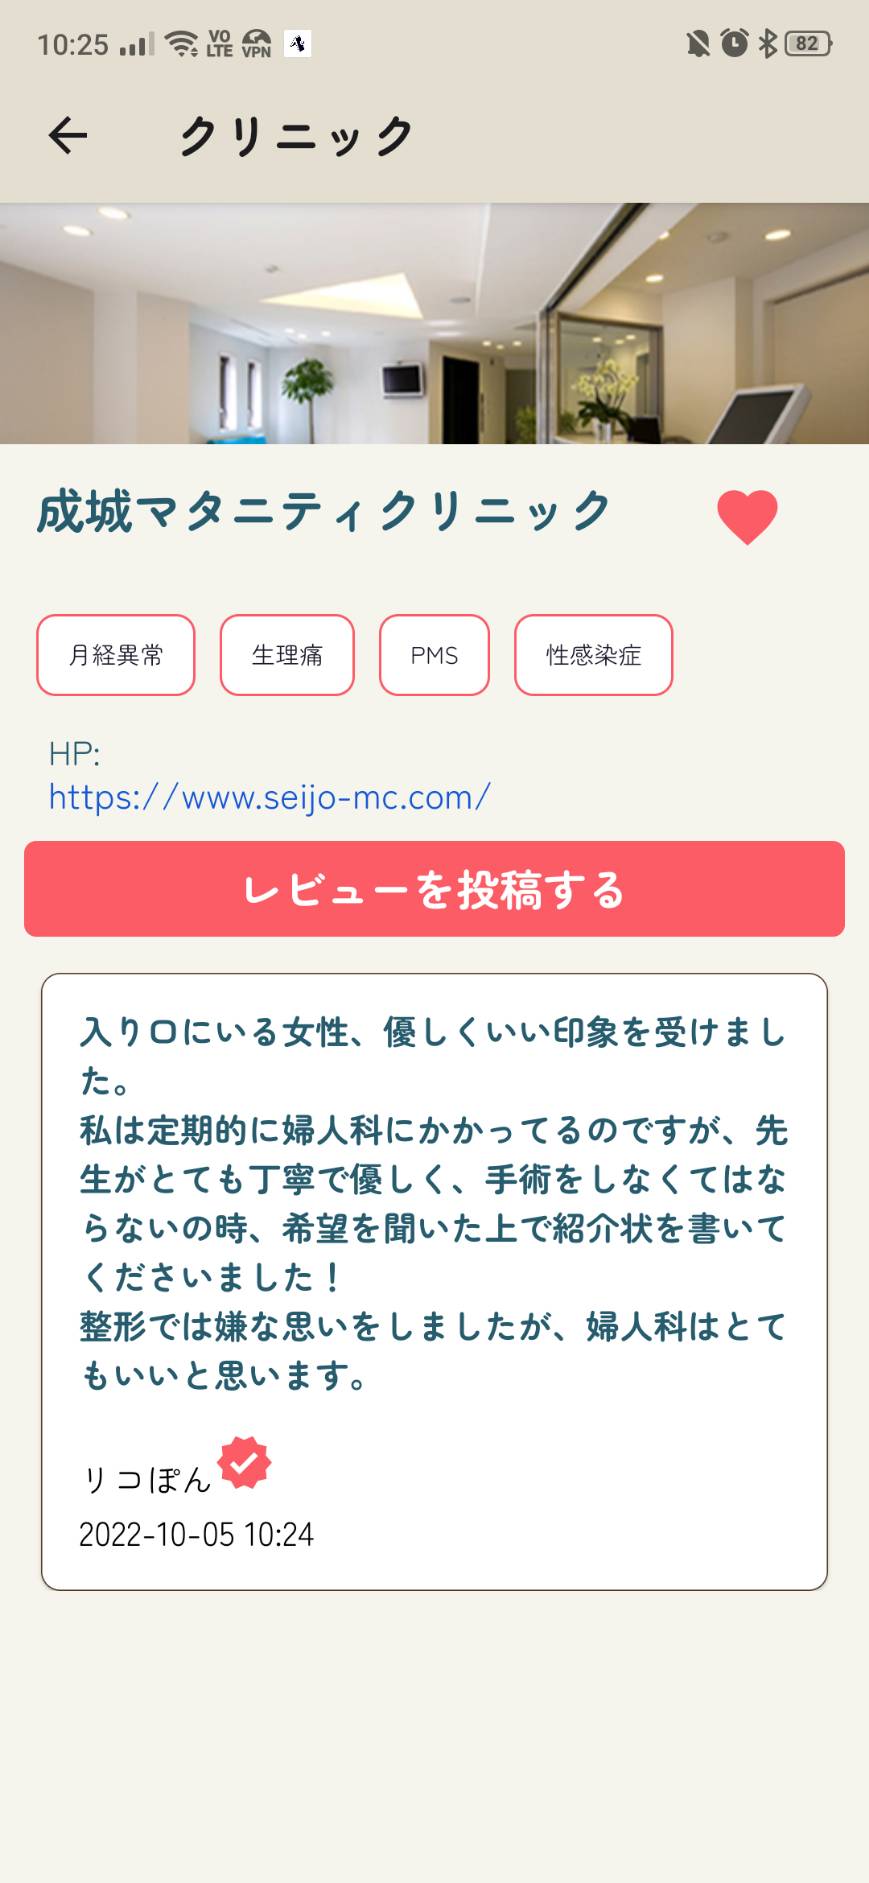 10:25 VO LTE VPN 82
クリニック
成城マタニティクリニック
月経異常 生理痛 PMS 性感染症
HP:
https://www.seijo-mc.com/
レビューを投稿する
入り口にいる女性、優しくいい印象を受けまし
た。
私は定期的に婦人科にかかってるのですが、先
生がとても丁寧で優しく、手術をしなくてはな
らないの時、希望を聞いた上で紹介状を書いて
くださいました！
整形では嫌な思いをしましたが、婦人科はとて
もいいと思います。
リコぽん
2022-10-05 10:24